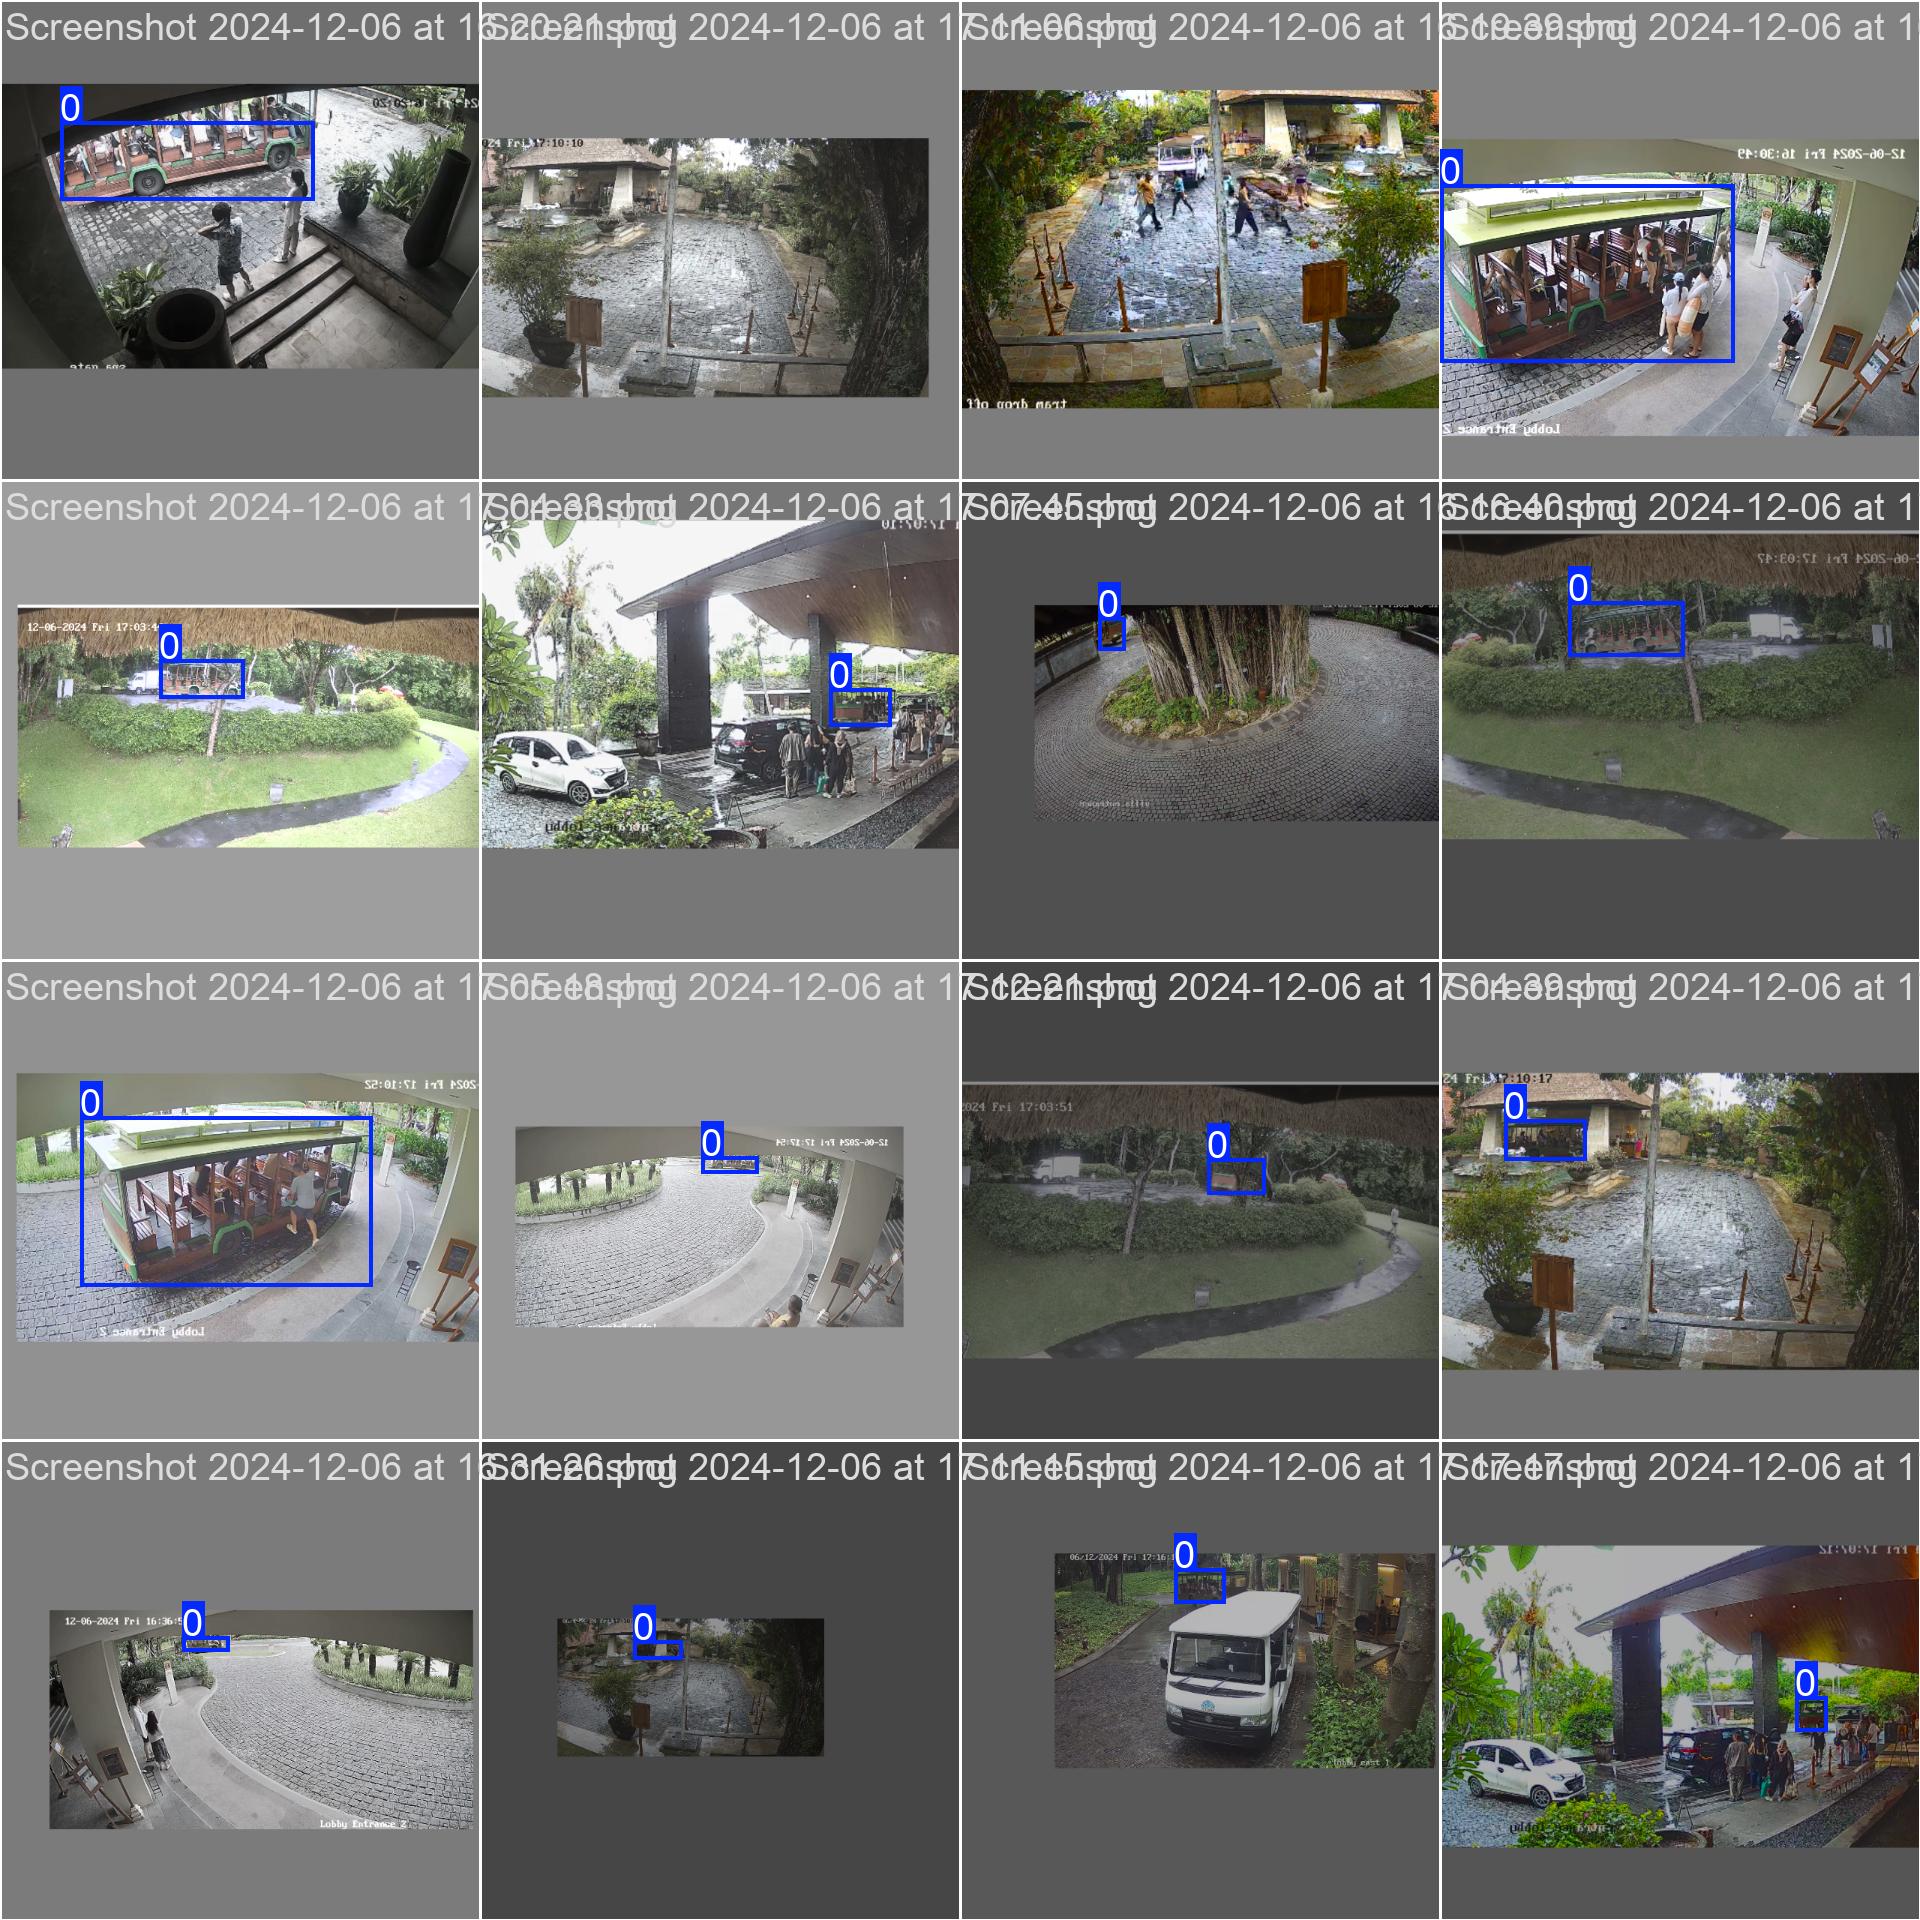 Screenshot 2024-12-06 at 16.20.21.png
Screenshot 2024-12-06 at 17.11.06.png
Screenshot 2024-12-06 at 16.19.39.png
Screenshot 2024-12-06 at 1
0
24 Fri 17:10:10
tram drop off
0
12-06-2024 Fri 16:30:49
Lobby Entrance 2
spa gate
Screenshot 2024-12-06 at 17.04.33.png
Screenshot 2024-12-06 at 17.07.45.png
Screenshot 2024-12-06 at 16.16.40.png
Screenshot 2024-12-06 at 1
12-06-2024 Fri 17:03:4
0
0
0
0
-06-2024 Fri 17:03:47
Screenshot 2024-12-06 at 17.05.18.png
Screenshot 2024-12-06 at 17.12.21.png
Screenshot 2024-12-06 at 17.04.39.png
Screenshot 2024-12-06 at 1
0
-2024 Fri 17:10:52
Lobby Entrance 2
0
12-06-2024 Fri 17:17:54
2024 Fri 17:03:51
0
24 Fri 17:10:17
0
Screenshot 2024-12-06 at 16.31.26.png
Screenshot 2024-12-06 at 17.11.15.png
Screenshot 2024-12-06 at 17.17.17.png
Screenshot 2024-12-06 at 1
12-06-2024 Fri 16:36:5
0
Lobby Entrance 2
0
06/12/2024 Fri 17:16:1
0
lobby east 1
0